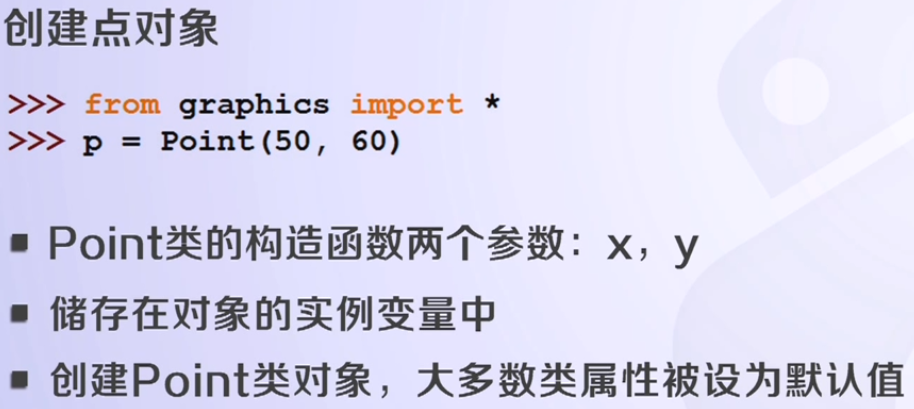 创建点对象
>>> from graphics import *
>>> p = Point(50, 60)
■ Point类的构造函数两个参数：x，y
■ 储存在对象的实例变量中
■ 创建Point类对象，大多数类属性被设为默认值